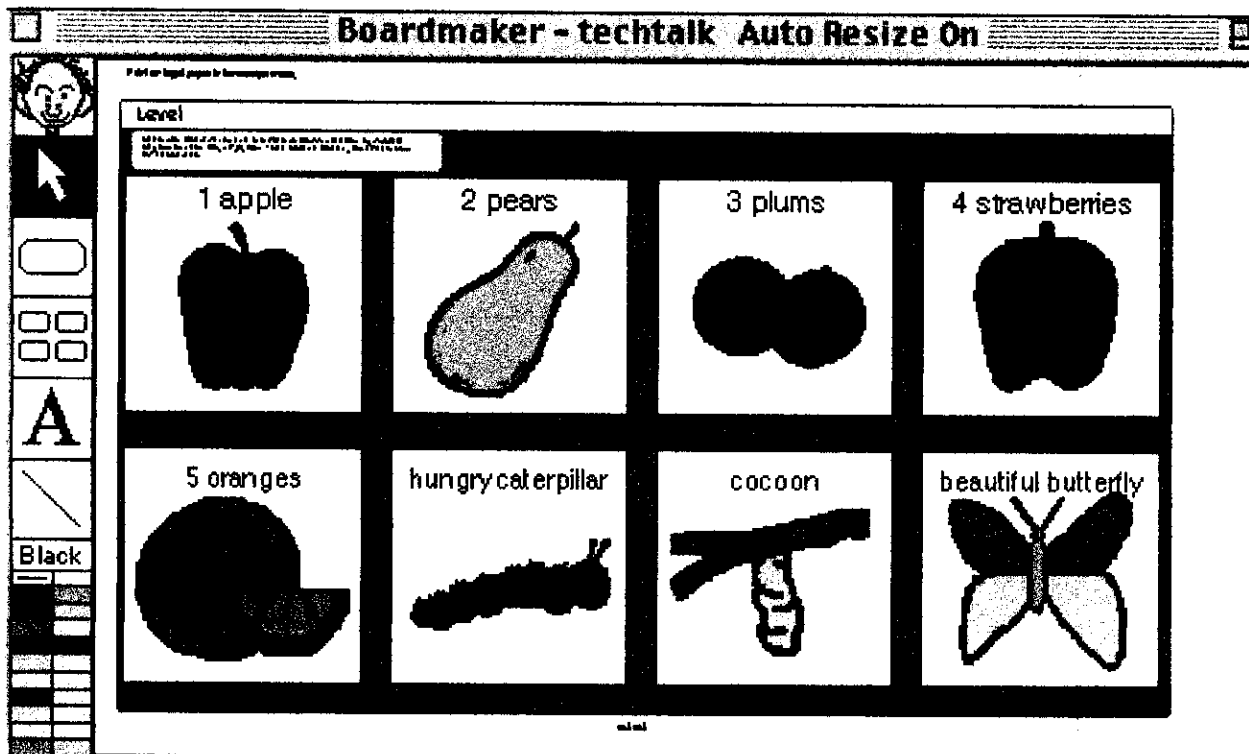 Boardmaker - techtalk Auto Resize On
Level
1 apple
2 pears
3 plums
4 strawberries
A
5 oranges
hungry caterpillar
cocoon
beautiful butterfly
Black